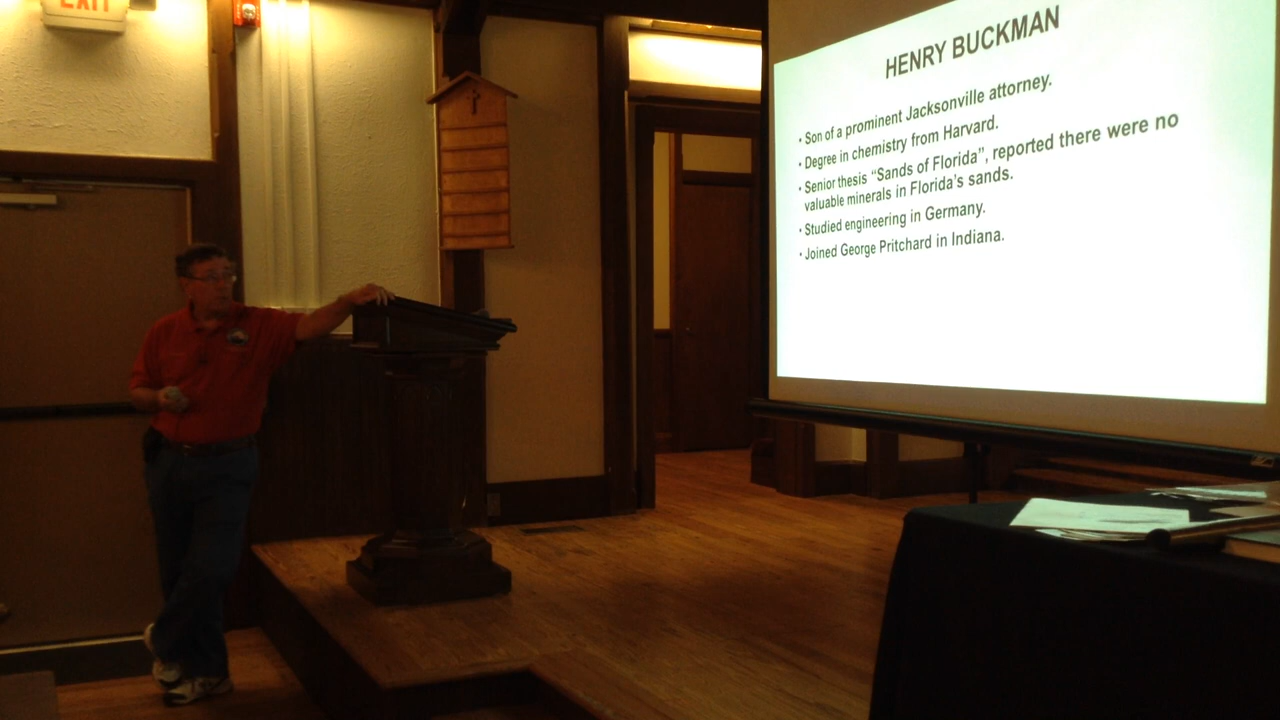 EXIT
HENRY BUCKMAN
• Son of a prominent Jacksonville attorney.
• Degree in chemistry from Harvard.
• Senior thesis “Sands of Florida”, reported there were no
valuable minerals in Florida’s sands.
• Studied engineering in Germany.
• Joined George Pritchard in Indiana.